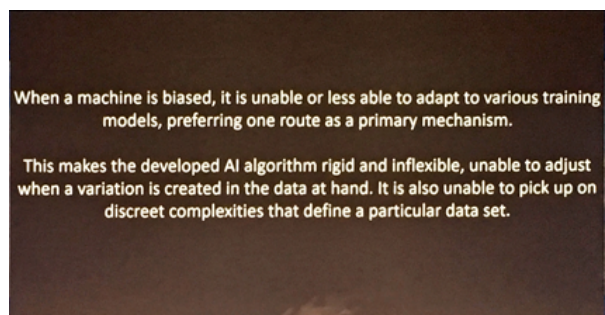 When a machine is biased, it is unable or less able to adapt to various training
models, preferring one route as a primary mechanism.
This makes the developed AI algorithm rigid and inflexible, unable to adjust
when a variation is created in the data at hand. It is also unable to pick up on
discreet complexities that define a particular data set.